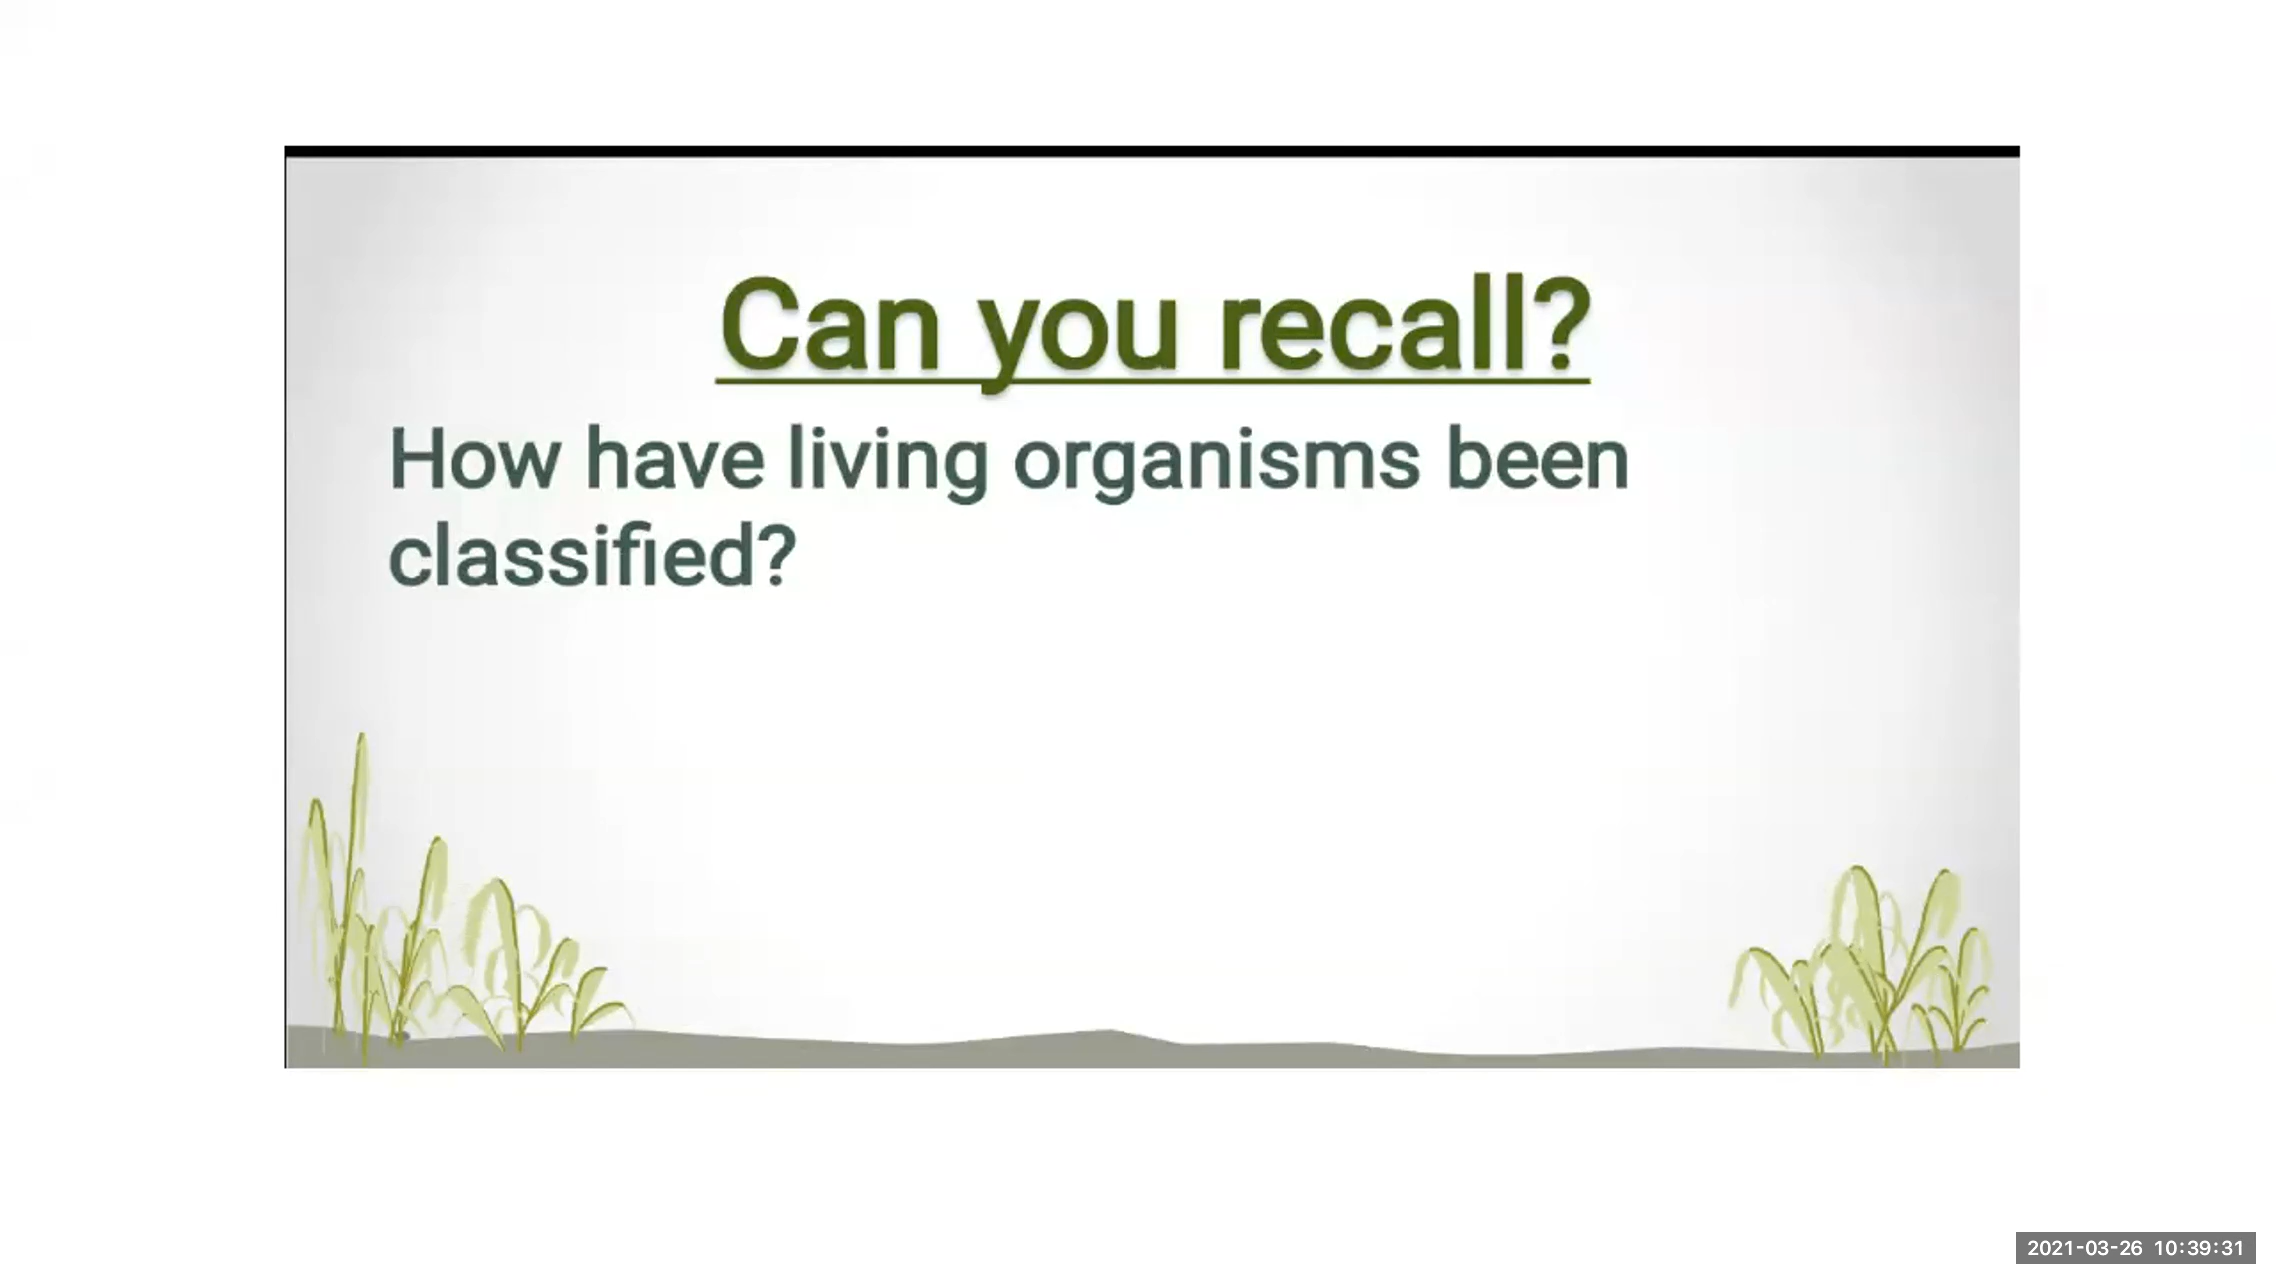 Can you recall?
How have living organisms been
classified?
2021-03-26 10:39:31